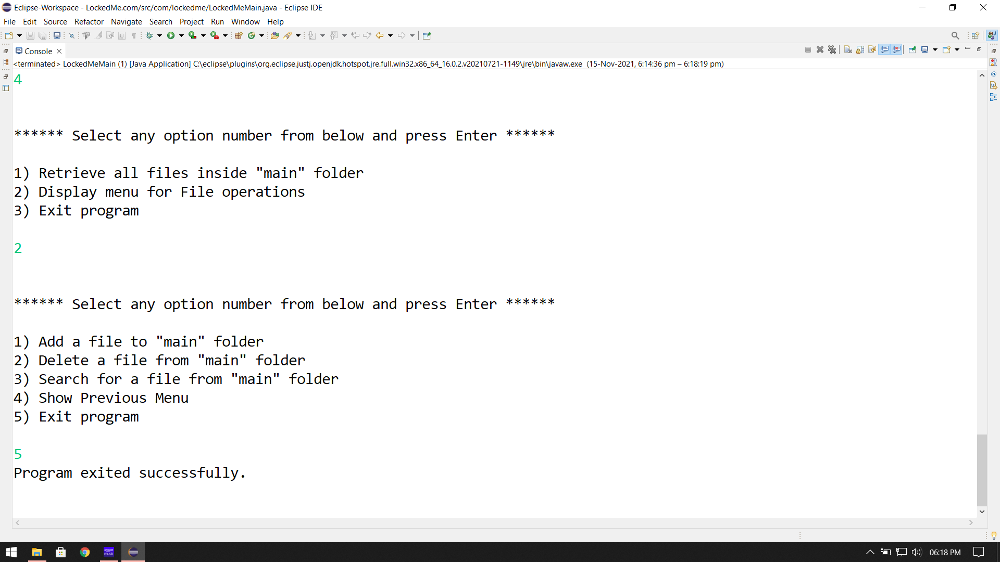 Eclipse-Workspace - LockedMe.com/src/com/lockedme/LockedMeMain.java - Eclipse IDE
File Edit Source Refactor Navigate Search Project Run Window Help
Console
<terminated> LockedMeMain (1) [Java Application] C:\eclipse\plugins\org.eclipse.justj.openjdk.hotspot.jre.full.win32.x86_64_16.0.2.v20210721-1149\jre\bin\javaw.exe (15-Nov-2021, 6:14:36 pm – 6:18:19 pm)
4
****** Select any option number from below and press Enter ******
1) Retrieve all files inside "main" folder
2) Display menu for File operations
3) Exit program
2
****** Select any option number from below and press Enter ******
1) Add a file to "main" folder
2) Delete a file from "main" folder
3) Search for a file from "main" folder
4) Show Previous Menu
5) Exit program
5
Program exited successfully.
amazon
music
06:18 PM